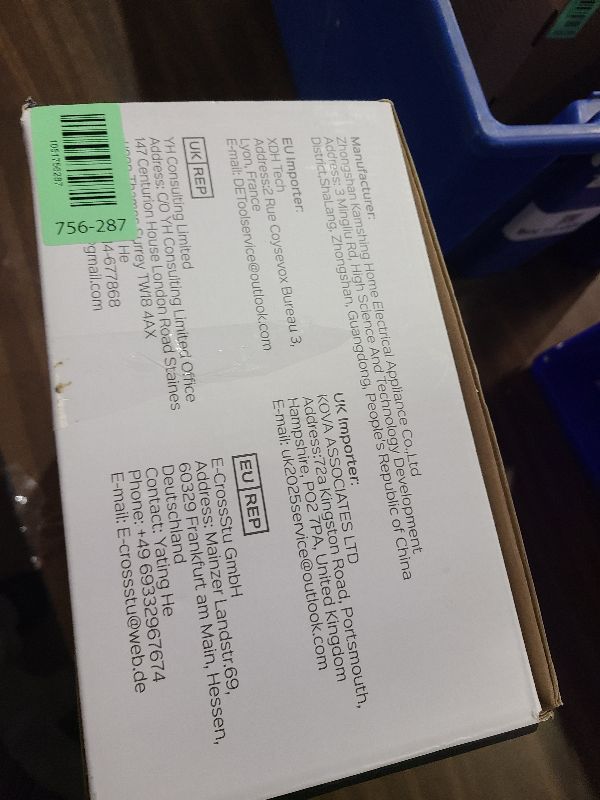 Manufacturer:
Zhongshan Kamshing Home Electrical Appliance Co.,Ltd
Address: 3 Mingliu Rd, High Science And Technology Development
District,ShaLang, Zhongshan, Guangdong, People's Republic of China
EU Importer:
XDH Tech
Address:2 Rue Coysevox Bureau 3,
Lyon, France
E-mail: DEToolservice@outlook.com
UK Importer:
KOVA ASSOCIATES LTD
Address:72a Kingston Road, Portsmouth,
Hampshire, PO2 7PA, United Kingdom
E-mail: uk2025service@outlook.com
UK REP
YH Consulting Limited
Address: C/O YH Consulting Limited Office
147 Centurion House London Road Staines
Surrey TW18 4AX
He
4-677868
gmail.com
EU REP
E-CrossStu GmbH
Address: Mainzer Landstr.69,
60329 Frankfurt am Main, Hessen,
Deutschland
Contact: Yating He
Phone: +49 69332967674
E-mail: E-crossstu@web.de
756-287